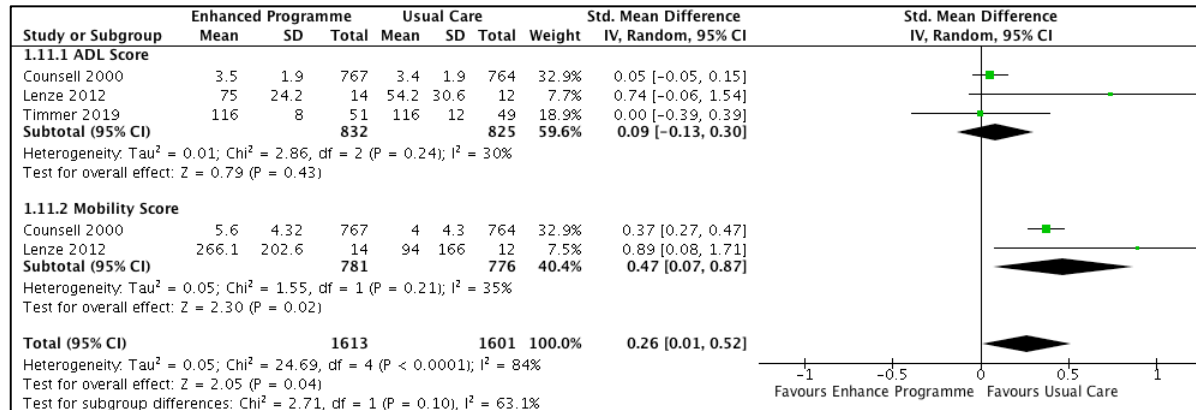 Enhanced Programme Usual Care Std. Mean Difference Std. Mean Difference
Study or Subgroup Mean SD Total Mean SD Total Weight IV, Random, 95% CI IV, Random, 95% CI
1.11.1 ADL Score
Counsell 2000 3.5 1.9 767 3.4 1.9 764 32.9% 0.05 [-0.05, 0.15]
Lenze 2012 75 24.2 14 54.2 30.6 12 7.7% 0.74 [-0.06, 1.54]
Timmer 2019 116 8 51 116 12 49 18.9% 0.00 [-0.39, 0.39]
Subtotal (95% CI) 832 825 59.6% 0.09 [-0.13, 0.30]
Heterogeneity: Tau² = 0.01; Chi² = 2.86, df = 2 (P = 0.24); I² = 30%
Test for overall effect: Z = 0.79 (P = 0.43)
1.11.2 Mobility Score
Counsell 2000 5.6 4.32 767 4 4.3 764 32.9% 0.37 [0.27, 0.47]
Lenze 2012 266.1 202.6 14 94 166 12 7.5% 0.89 [0.08, 1.71]
Subtotal (95% CI) 781 776 40.4% 0.47 [0.07, 0.87]
Heterogeneity: Tau² = 0.05; Chi² = 1.55, df = 1 (P = 0.21); I² = 35%
Test for overall effect: Z = 2.30 (P = 0.02)
Total (95% CI) 1613 1601 100.0% 0.26 [0.01, 0.52]
Heterogeneity: Tau² = 0.05; Chi² = 24.69, df = 4 (P < 0.0001); I² = 84%
Test for overall effect: Z = 2.05 (P = 0.04)
Test for subgroup differences: Chi² = 2.71, df = 1 (P = 0.10), I² = 63.1%
-1 -0.5 0 0.5 1
Favours Enhance Programme Favours Usual Care